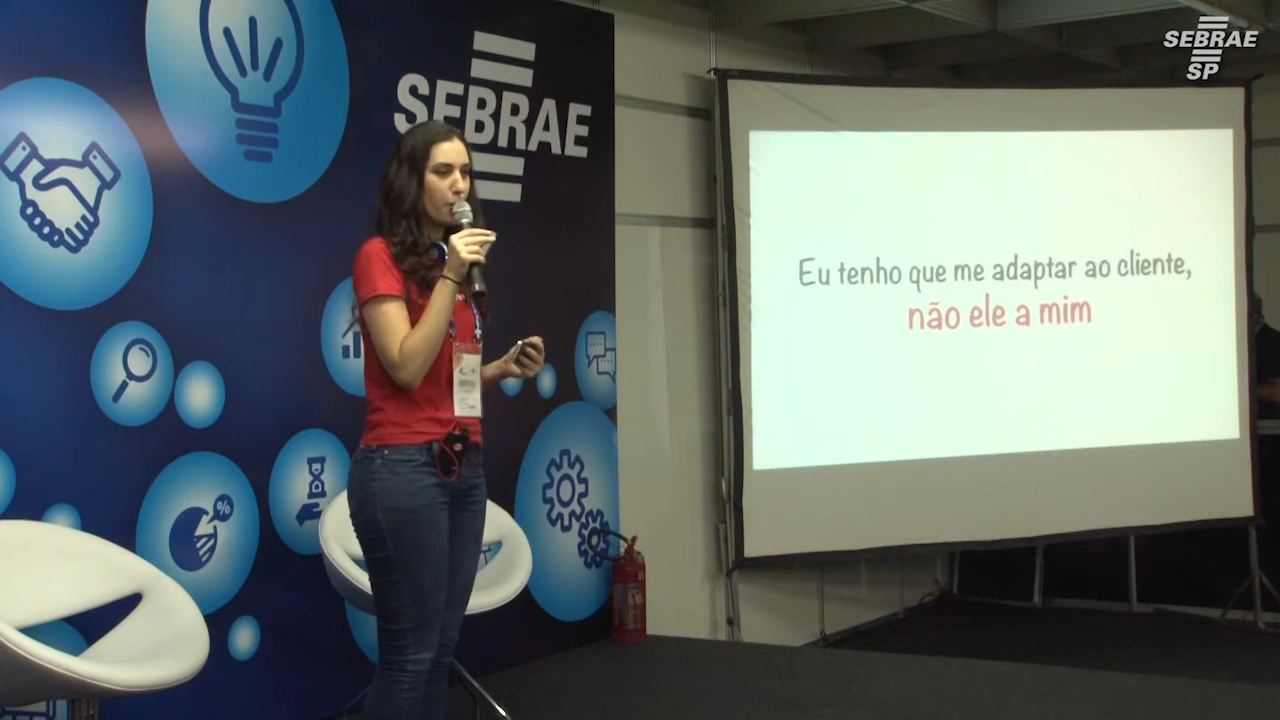 SEBRAE
SEBRAE
SP
Eu tenho que me adaptar ao cliente,
não ele a mim
%